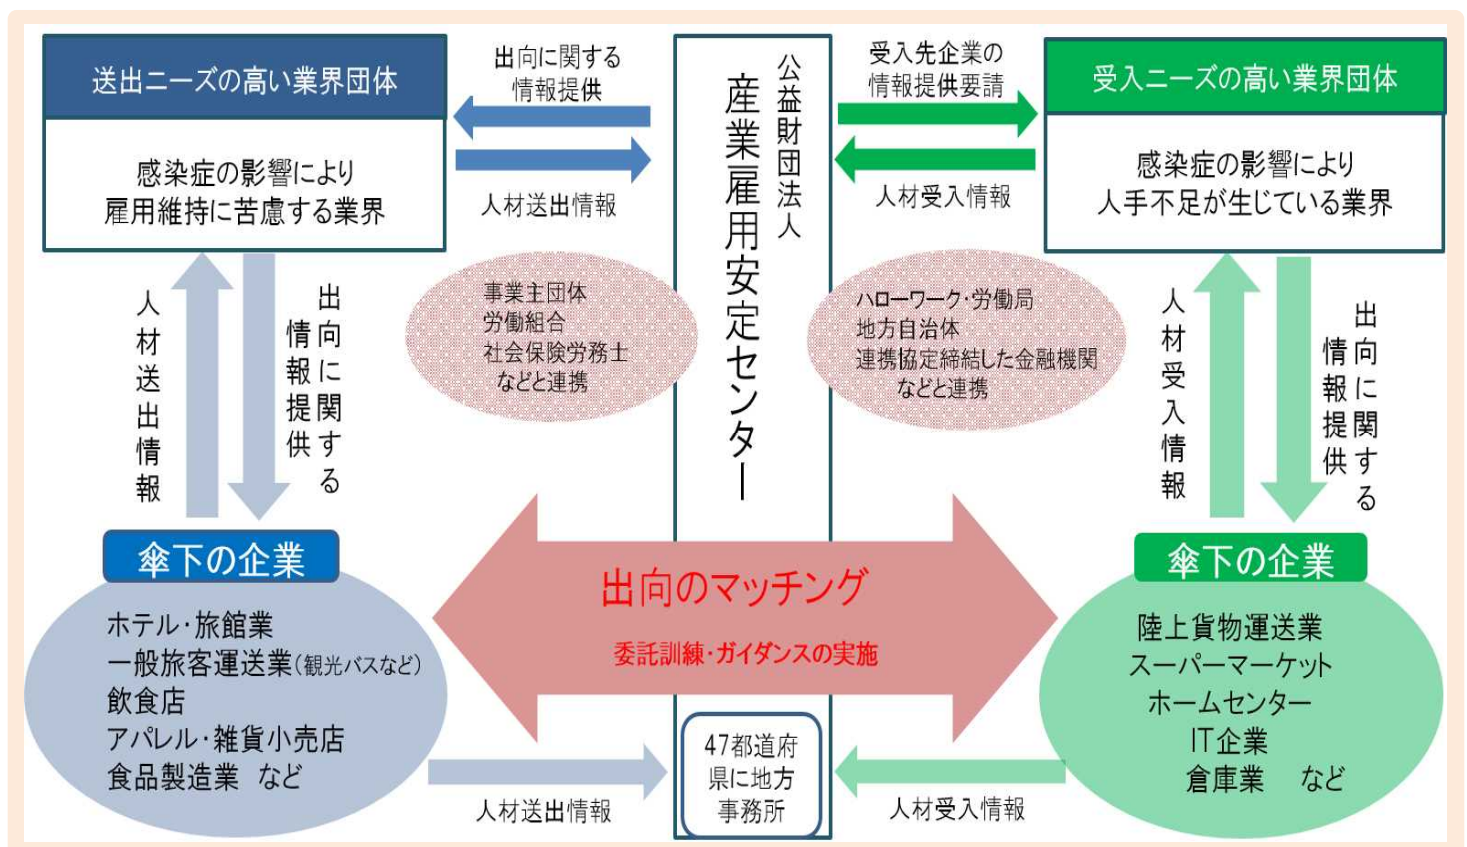 送出ニーズの高い業界団体
感染症の影響により
雇用維持に苦慮する業界
出向に関する
情報提供
人材送出情報
公益財団法人
産業雇用安定センター
受入先企業の
情報提供要請
人材受入情報
受入ニーズの高い業界団体
感染症の影響により
人手不足が生じている業界
事業主団体
労働組合
社会保険労務士
などと連携
ハローワーク・労働局
地方自治体
連携協定締結した金融機関
などと連携
人材送出情報
出向に関する
情報提供
人材受入情報
出向に関する
情報提供
傘下の企業
ホテル・旅館業
一般旅客運送業(観光バスなど)
飲食店
アパレル・雑貨小売店
食品製造業 など
出向のマッチング
委託訓練・ガイダンスの実施
傘下の企業
陸上貨物運送業
スーパーマーケット
ホームセンター
IT企業
倉庫業 など
人材送出情報
47都道府
県に地方
事務所
人材受入情報